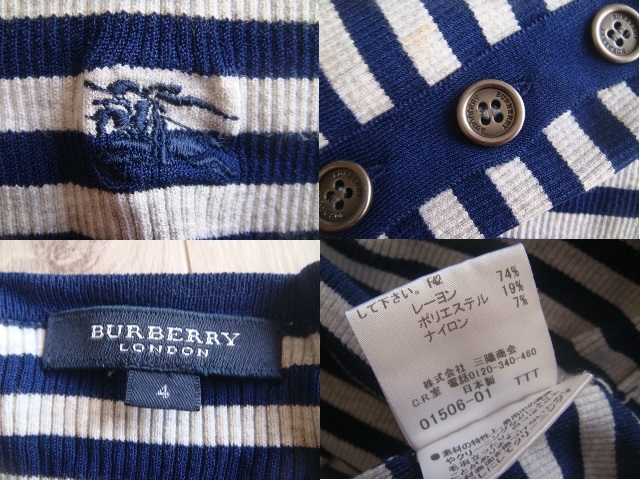 BURBERRY
BURBERRY
LONDON
4
して下さい。F42
レーヨン 74%
ポリエステル 19%
ナイロン 7%
株式会社 三陽商会
C.R.室 電話0120-340-460
日本製
01506-01 TTT